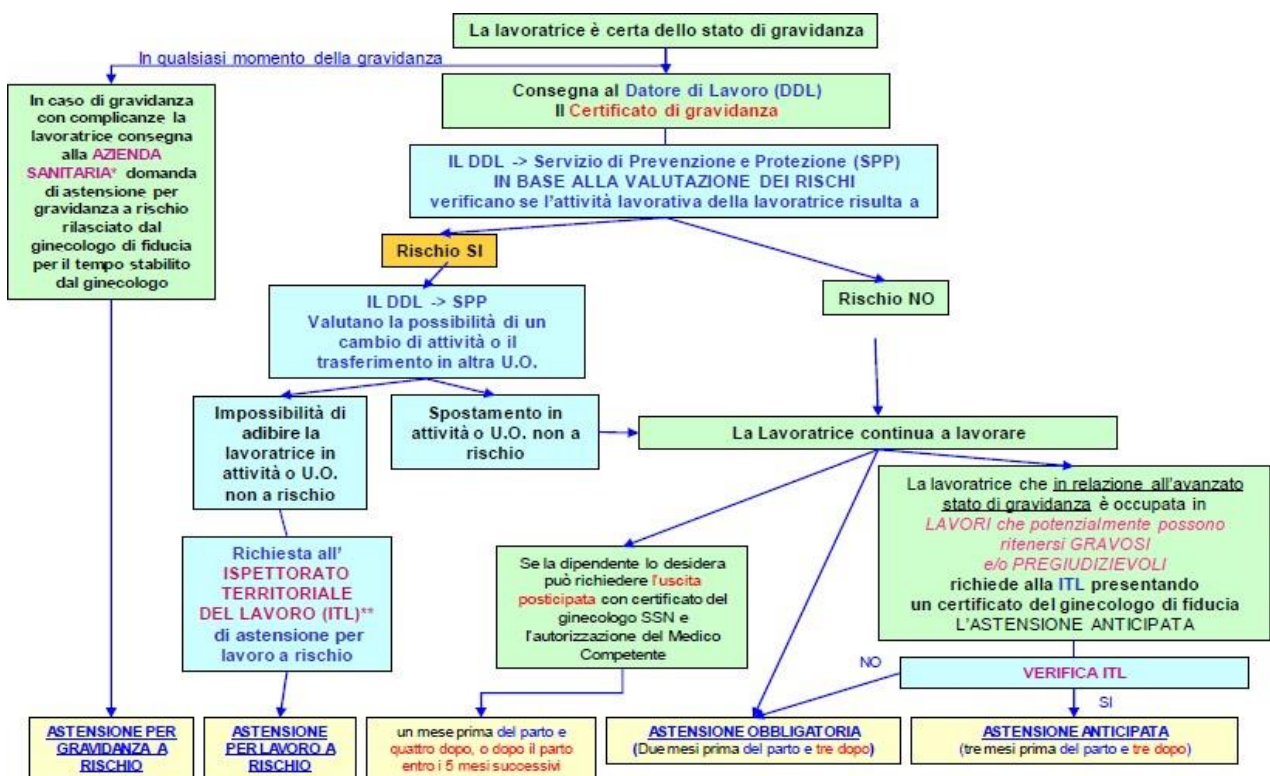 La lavoratrice è certa dello stato di gravidanza
In qualsiasi momento della gravidanza
In caso di gravidanza
con complicanze la
lavoratrice consegna
alla AZIENDA
SANITARIA* domanda
di astensione per
gravidanza a rischio
rilasciato dal
ginecologo di fiducia
per il tempo stabilito
dal ginecologo
Consegna al Datore di Lavoro (DDL)
Il Certificato di gravidanza
IL DDL -> Servizio di Prevenzione e Protezione (SPP)
IN BASE ALLA VALUTAZIONE DEI RISCHI
verificano se l'attività lavorativa della lavoratrice risulta a
Rischio SI
Rischio NO
IL DDL -> SPP
Valutano la possibilità di un
cambio di attività o il
trasferimento in altra U.O.
Impossibilità di
adibire la
lavoratrice in
attività o U.O.
non a rischio
Spostamento in
attività o U.O. non a
rischio
La Lavoratrice continua a lavorare
Richiesta all'
ISPETTORATO
TERRITORIALE
DEL LAVORO (ITL)**
di astensione per
lavoro a rischio
Se la dipendente lo desidera
può richiedere l'uscita
posticipata con certificato del
ginecologo SSN e
l'autorizzazione del Medico
Competente
La lavoratrice che in relazione all'avanzato
stato di gravidanza è occupata in
LAVORI che potenzialmente possono
ritenersi GRAVOSI
e/o PREGIUDIZIEVOLI
richiede alla ITL presentando
un certificato del ginecologo di fiducia
L'ASTENSIONE ANTICIPATA
NO
VERIFICA ITL
SI
ASTENSIONE PER
GRAVIDANZA A
RISCHIO
ASTENSIONE
PER LAVORO A
RISCHIO
un mese prima del parto e
quattro dopo, o dopo il parto
entro i 5 mesi successivi
ASTENSIONE OBBLIGATORIA
(Due mesi prima del parto e tre dopo)
ASTENSIONE ANTICIPATA
(tre mesi prima del parto e tre dopo)